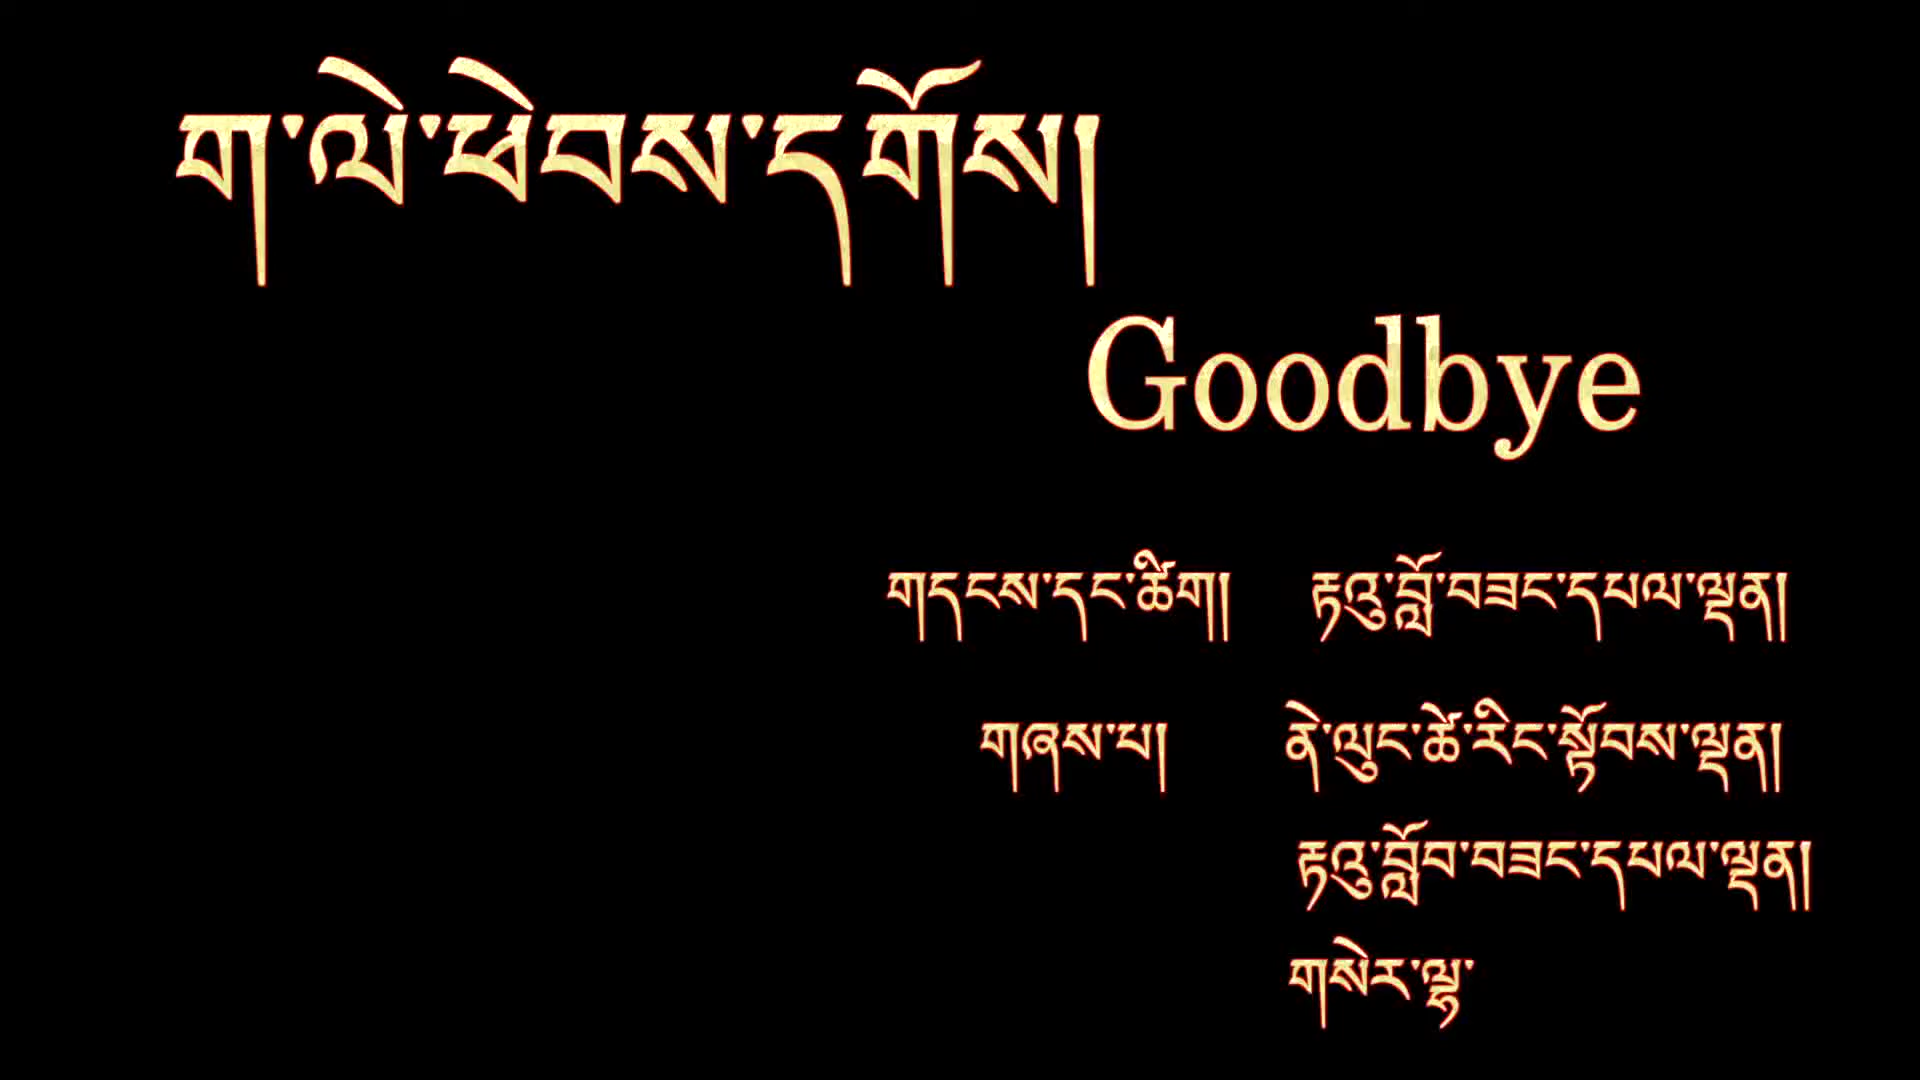 ག་ལེ་ཕེབས་དགོས།
Goodbye
གདངས་དང་ཚིག། རྟའུ་བློ་བཟང་དཔལ་ལྡན།
གཞས་པ། ནེ་ལུང་ཚེ་རིང་སྟོབས་ལྡན།
རྟའུ་བློབ་བཟང་དཔལ་ལྡན།
གསེར་ལྷ་